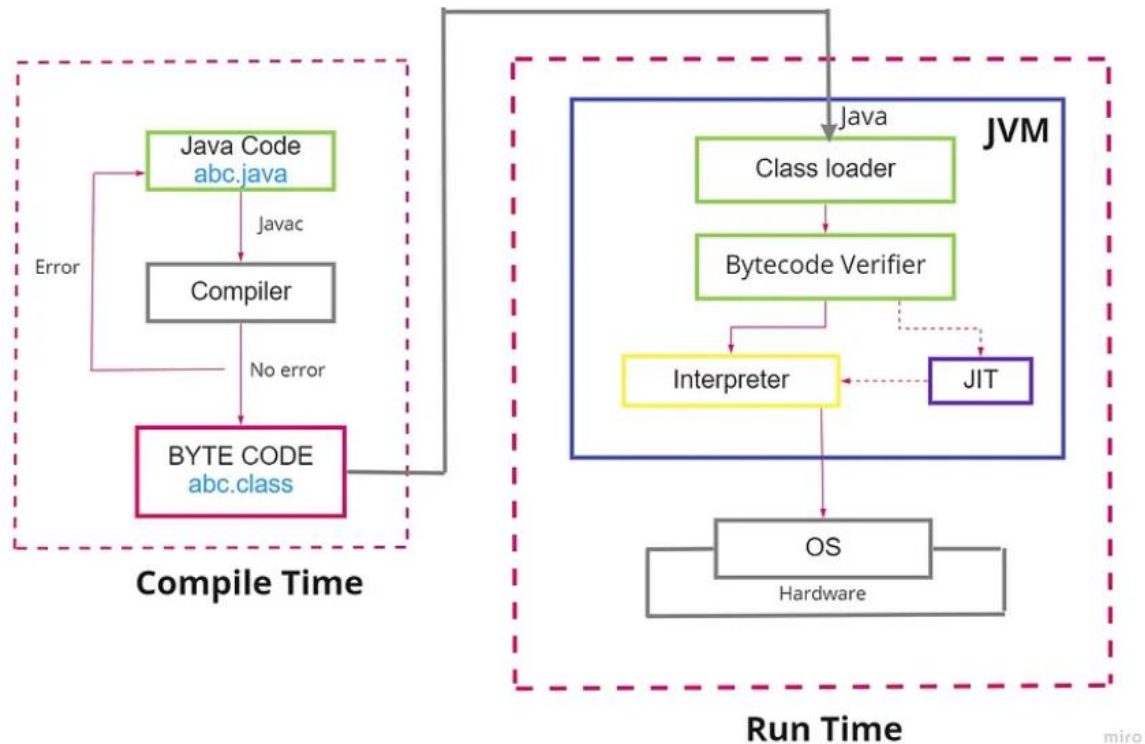 Java Code
abc.java
Javac
Error
Compiler
No error
BYTE CODE
abc.class
Compile Time
Java
JVM
Class loader
Bytecode Verifier
Interpreter
JIT
OS
Hardware
Run Time
miro